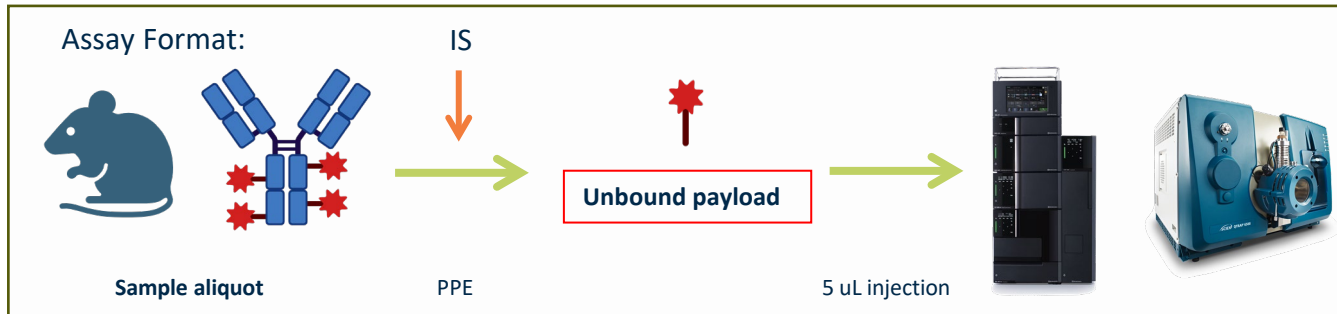 Assay Format:
IS
Unbound payload
Sample aliquot
PPE
5 uL injection